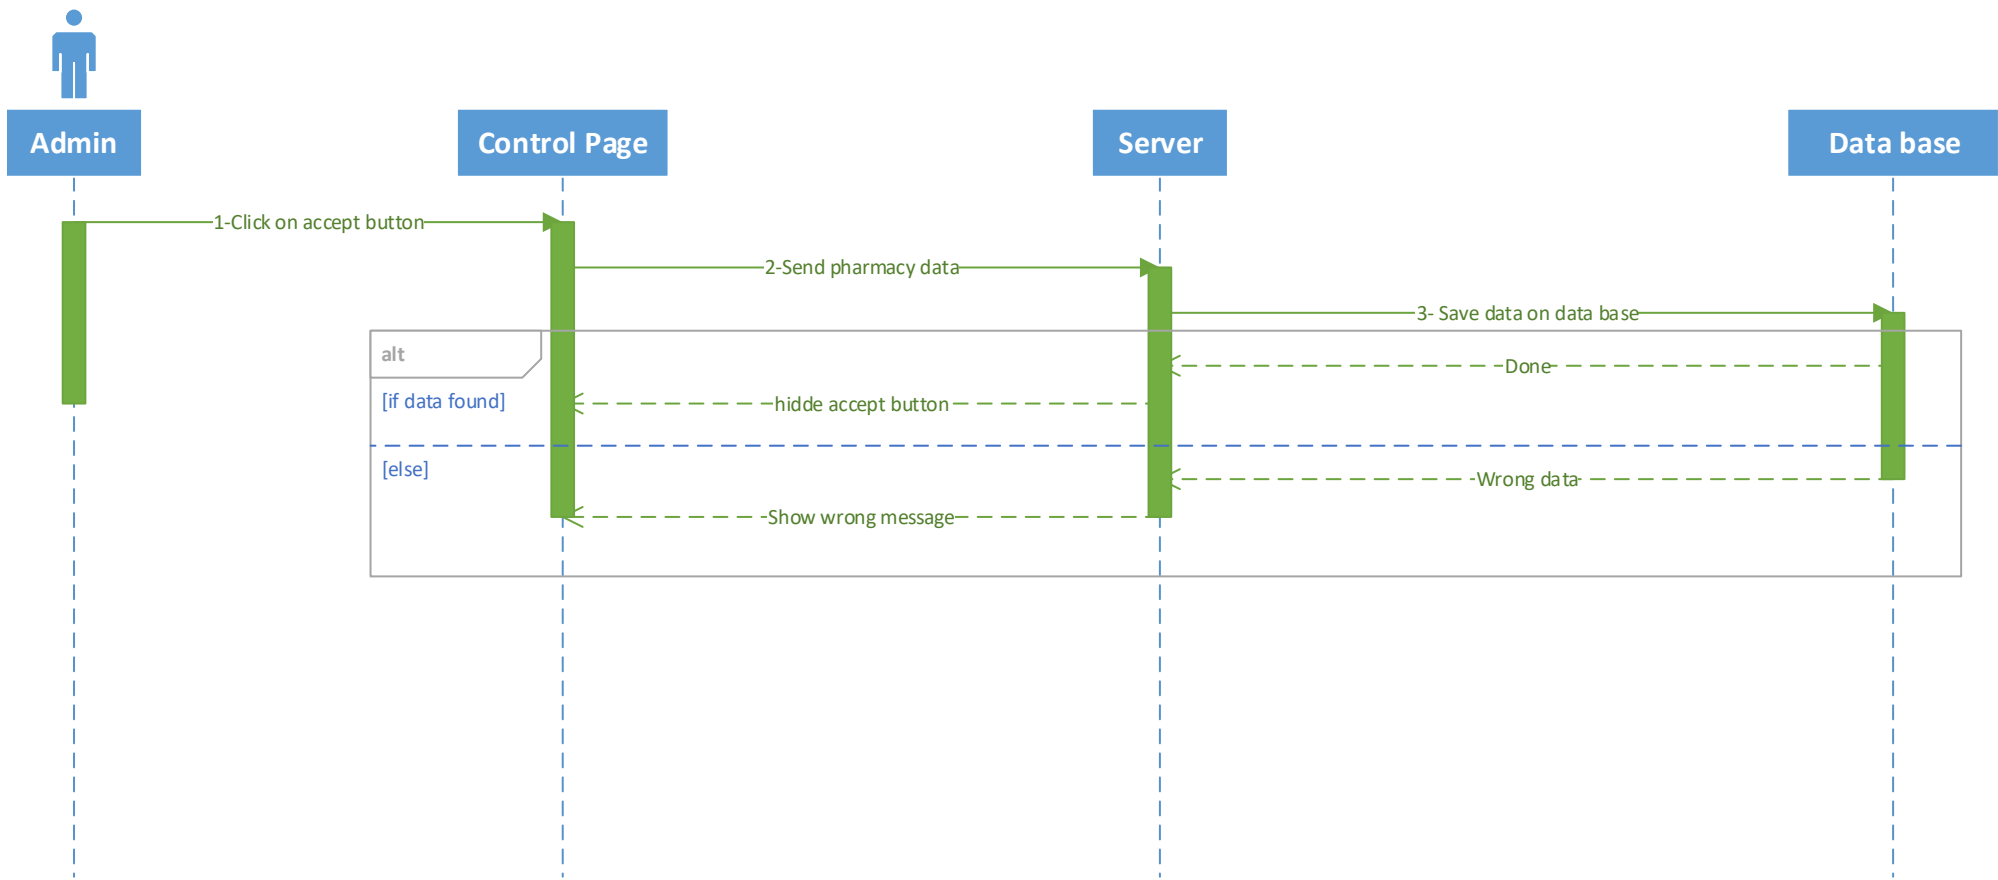 Admin
Control Page
Server
Data base
1-Click on accept button
2-Send pharmacy data
3- Save data on data base
alt
Done
[if data found]
hidde accept button
[else]
Wrong data
Show wrong message